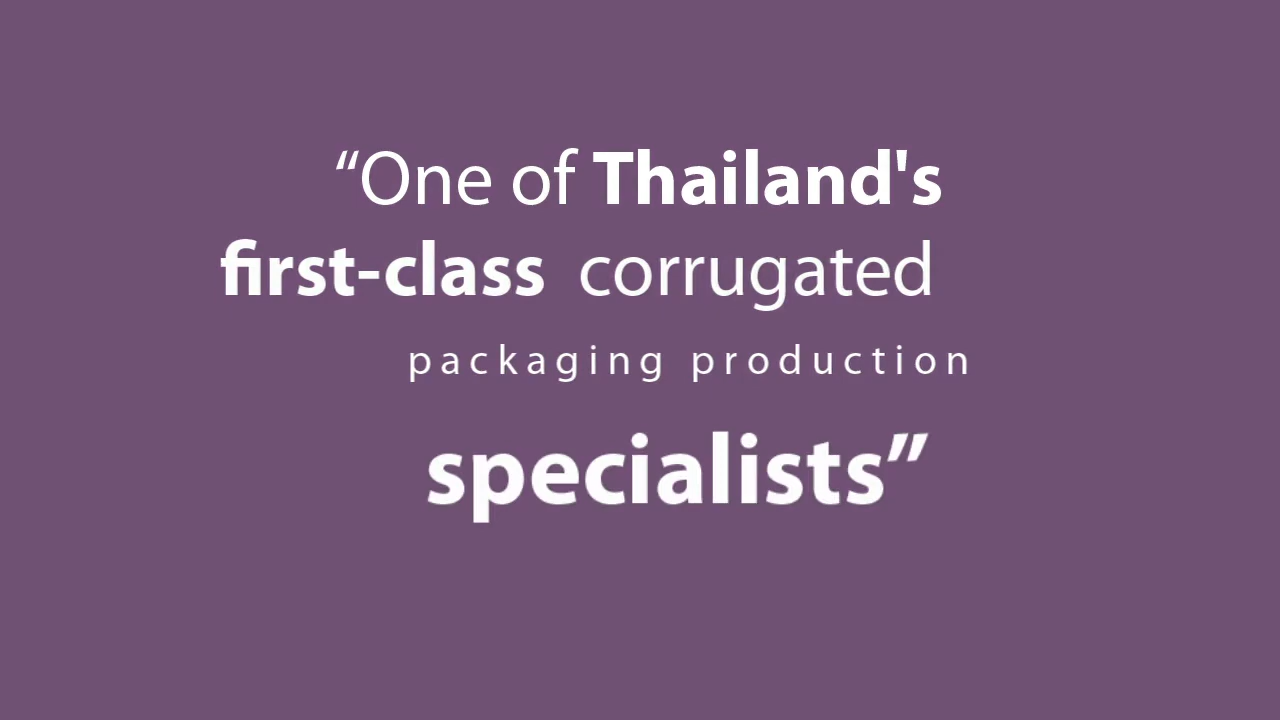 “One of Thailand's
first-class corrugated
packaging production
specialists”